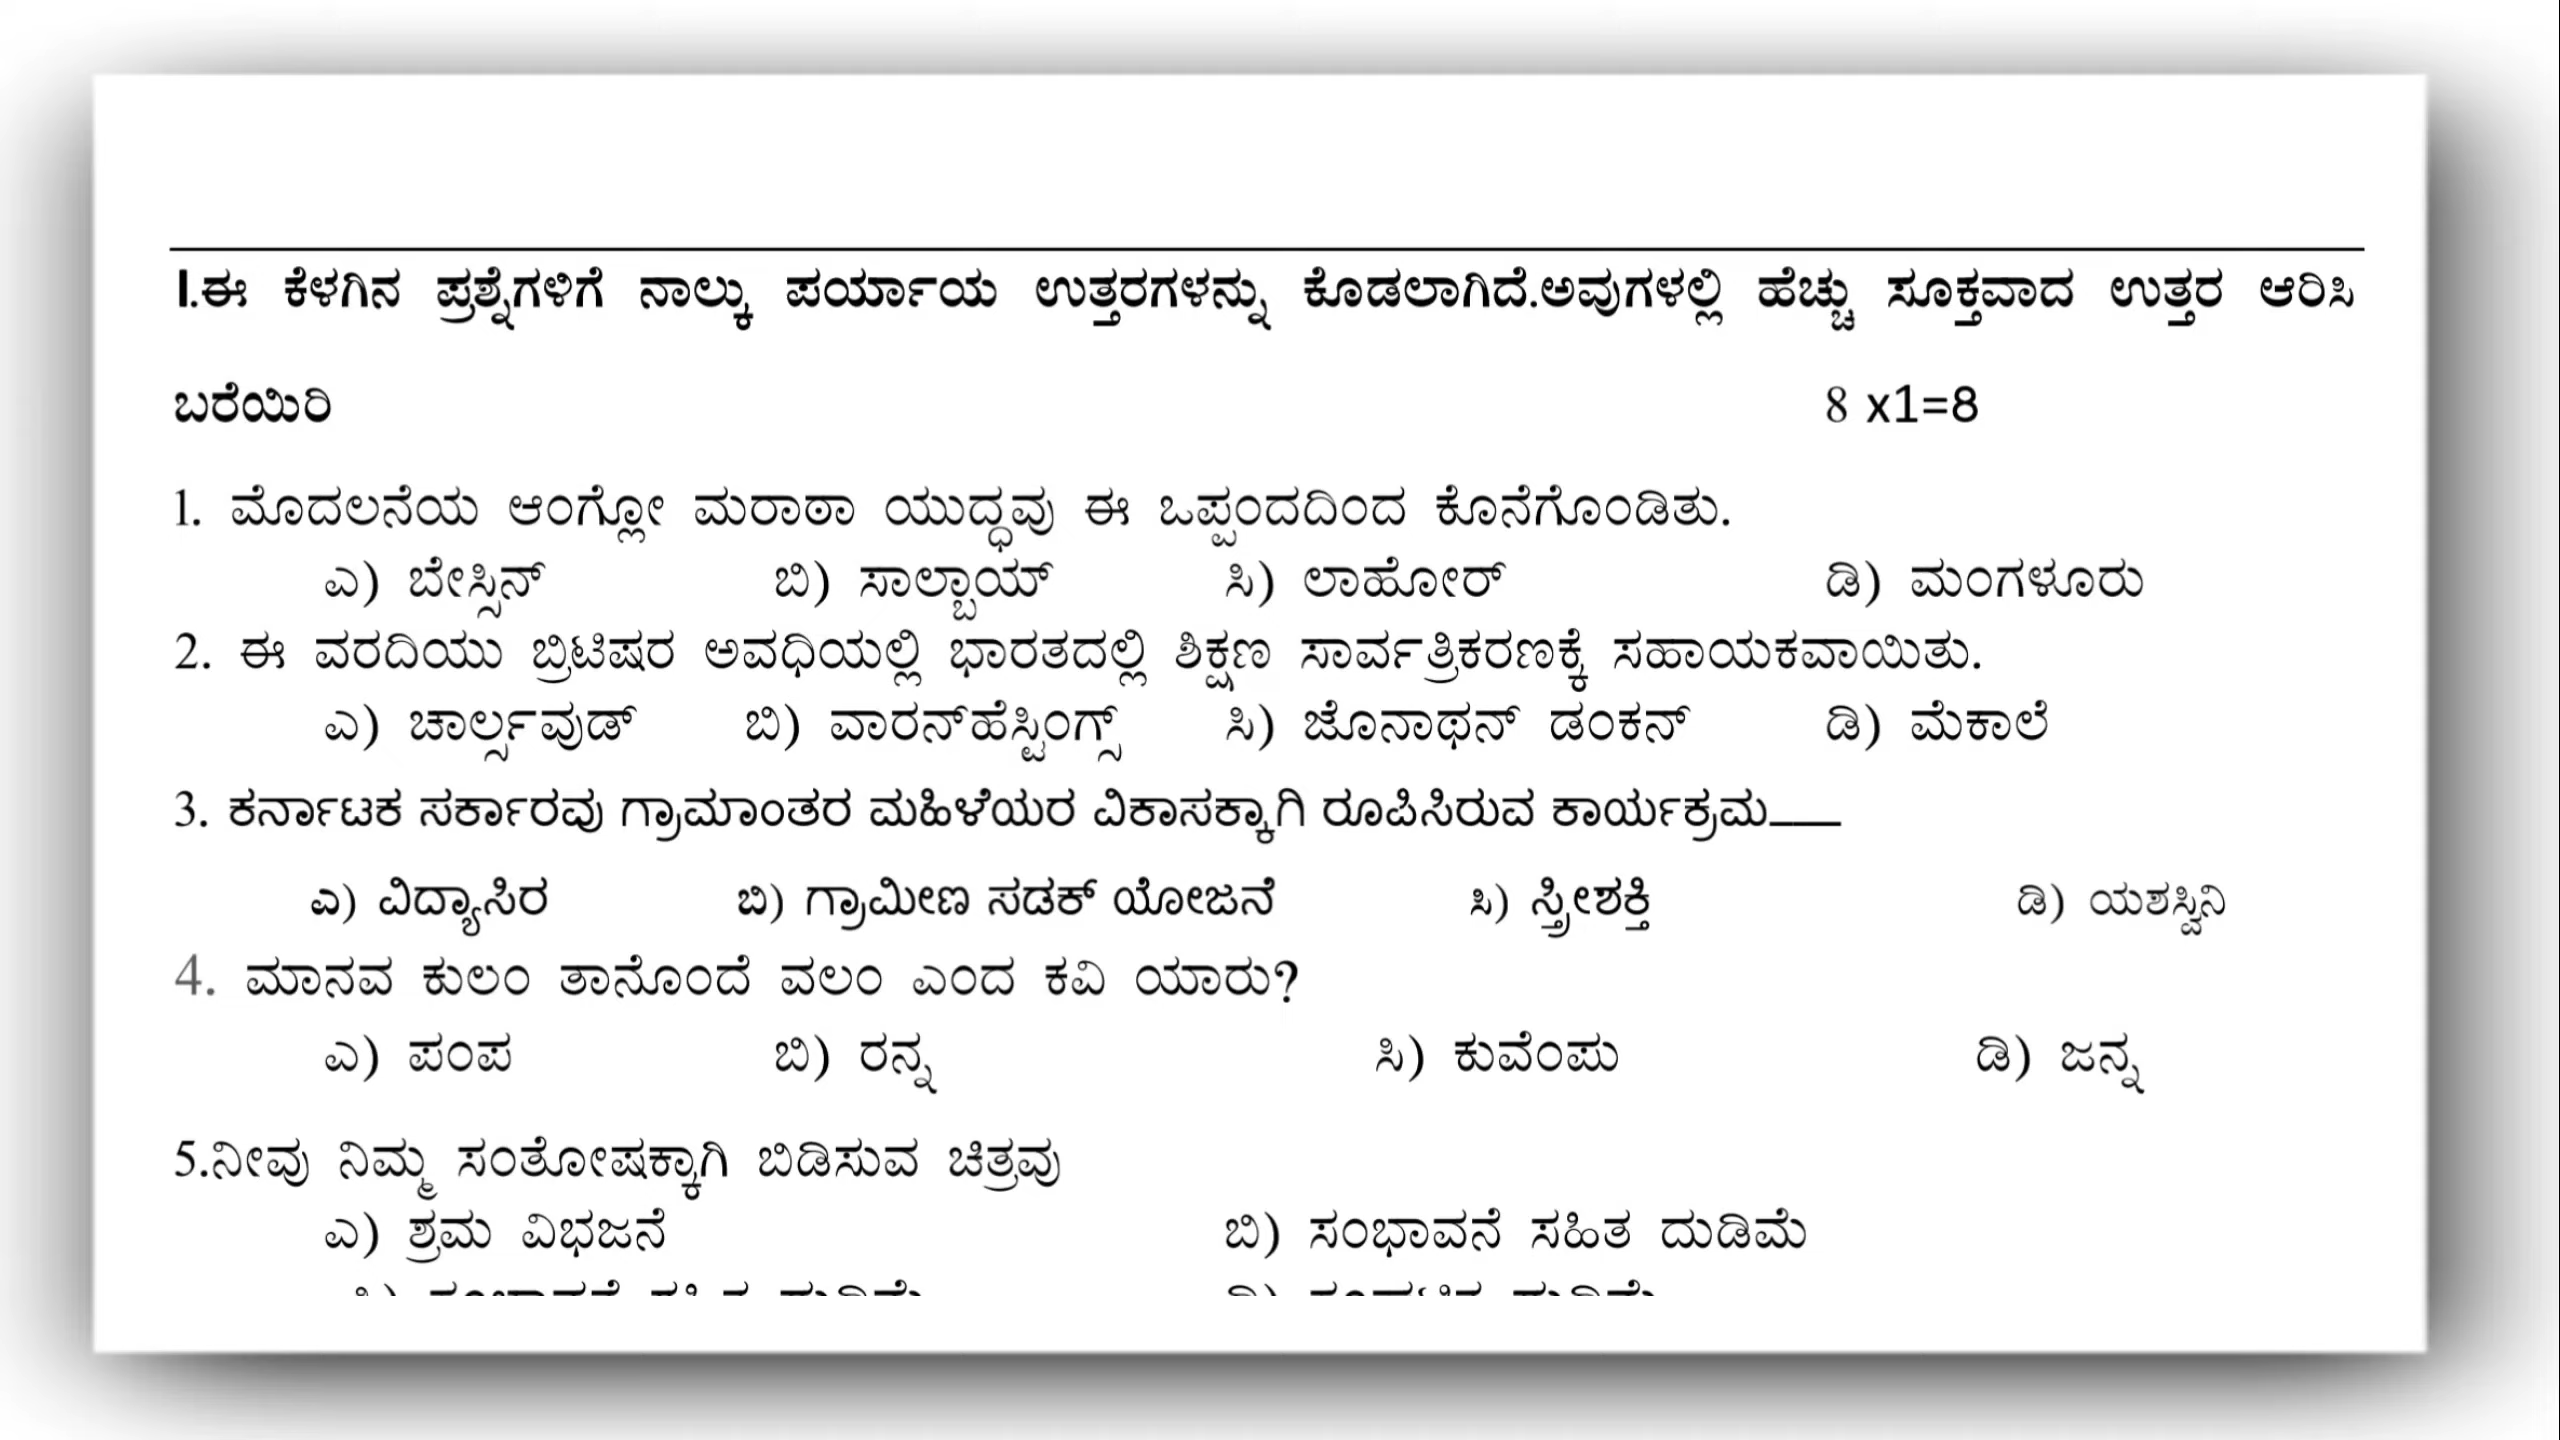 I.ಈ ಕೆಳಗಿನ ಪ್ರಶ್ನೆಗಳಿಗೆ ನಾಲ್ಕು ಪರ್ಯಾಯ ಉತ್ತರಗಳನ್ನು ಕೊಡಲಾಗಿದೆ.ಅವುಗಳಲ್ಲಿ ಹೆಚ್ಚು ಸೂಕ್ತವಾದ ಉತ್ತರ ಆರಿಸಿ
ಬರೆಯಿರಿ 8 x1=8
1. ಮೊದಲನೆಯ ಆಂಗ್ಲೋ ಮರಾಠಾ ಯುದ್ಧವು ಈ ಒಪ್ಪಂದದಿಂದ ಕೊನೆಗೊಂಡಿತು.
ಎ) ಬೇಸ್ಸಿನ್ ಬಿ) ಸಾಲ್ಬಾಯ್ ಸಿ) ಲಾಹೋರ್ ಡಿ) ಮಂಗಳೂರು
2. ಈ ವರದಿಯು ಬ್ರಿಟಿಷರ ಅವಧಿಯಲ್ಲಿ ಭಾರತದಲ್ಲಿ ಶಿಕ್ಷಣ ಸಾರ್ವತ್ರಿಕರಣಕ್ಕೆ ಸಹಾಯಕವಾಯಿತು.
ಎ) ಚಾರ್ಲ್ಸವುಡ್ ಬಿ) ವಾರನ್‌ಹೆಸ್ಟಿಂಗ್ಸ್ ಸಿ) ಜೊನಾಥನ್ ಡಂಕನ್ ಡಿ) ಮೆಕಾಲೆ
3. ಕರ್ನಾಟಕ ಸರ್ಕಾರವು ಗ್ರಾಮಾಂತರ ಮಹಿಳೆಯರ ವಿಕಾಸಕ್ಕಾಗಿ ರೂಪಿಸಿರುವ ಕಾರ್ಯಕ್ರಮ___
ಎ) ವಿದ್ಯಾಸಿರ ಬಿ) ಗ್ರಾಮೀಣ ಸಡಕ್ ಯೋಜನೆ ಸಿ) ಸ್ತ್ರೀಶಕ್ತಿ ಡಿ) ಯಶಸ್ವಿನಿ
4. ಮಾನವ ಕುಲಂ ತಾನೊಂದೆ ವಲಂ ಎಂದ ಕವಿ ಯಾರು?
ಎ) ಪಂಪ ಬಿ) ರನ್ನ ಸಿ) ಕುವೆಂಪು ಡಿ) ಜನ್ನ
5.ನೀವು ನಿಮ್ಮ ಸಂತೋಷಕ್ಕಾಗಿ ಬಿಡಿಸುವ ಚಿತ್ರವು
ಎ) ಶ್ರಮ ವಿಭಜನೆ ಬಿ) ಸಂಭಾವನೆ ಸಹಿತ ದುಡಿಮೆ